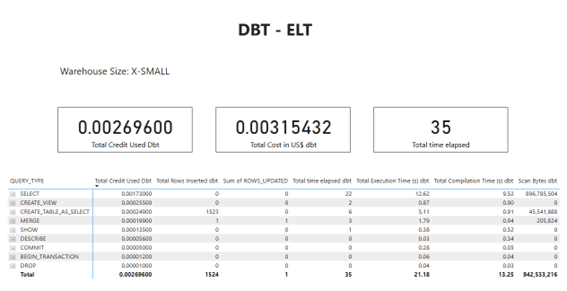 DBT - ELT
Warehouse Size: X-SMALL
0.00269600 0.00315432 35
Total Credit Used Dbt Total Cost in US$ dbt Total time elapsed
QUERY_TYPE Total Credit Used Dbt Total Rows Inserted dbt Sum of ROWS_UPDATED Total time elapsed dbt Total Execution Time (s) dbt Total Compilation Time (s) dbt Scan Bytes dbt
SELECT 0.00173000 0 0 22 12.62 9.52 896,785,504
CREATE_VIEW 0.00025500 0 0 2 0.87 0.90 0
CREATE_TABLE_AS_SELECT 0.00024900 1523 0 6 5.11 0.91 45,541,888
MERGE 0.00019900 1 1 3 1.79 0.94 205,824
SHOW 0.00013500 0 0 1 0.38 0.52 0
DESCRIBE 0.00005600 0 0 0 0.03 0.34 0
COMMIT 0.00005000 0 0 0 0.28 0.05 0
BEGIN_TRANSACTION 0.00001200 0 0 0 0.06 0.04 0
DROP 0.00001000 0 0 0 0.04 0.03 0
Total 0.00269600 1524 1 35 21.18 13.25 942,533,216